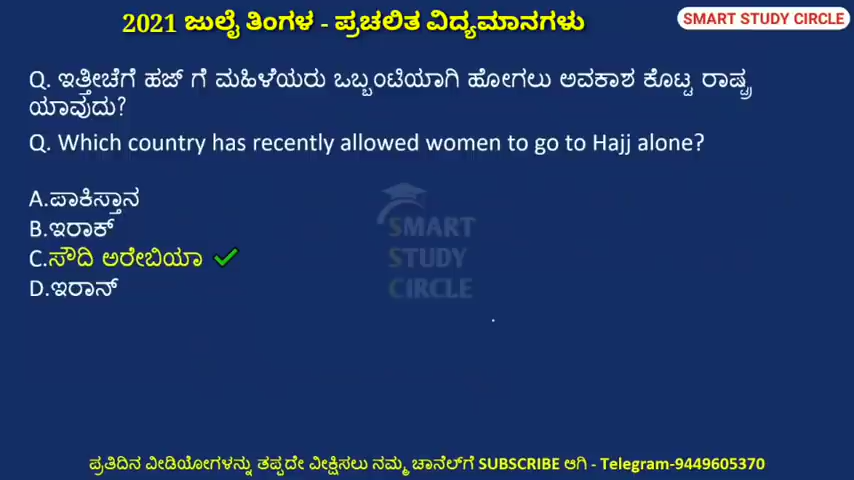 2021 ಜುಲೈ ತಿಂಗಳ - ಪ್ರಚಲಿತ ವಿದ್ಯಮಾನಗಳು
SMART STUDY CIRCLE
Q. ಇತ್ತೀಚೆಗೆ ಹಜ್ ಗೆ ಮಹಿಳೆಯರು ಒಬ್ಬಂಟಿಯಾಗಿ ಹೋಗಲು ಅವಕಾಶ ಕೊಟ್ಟ ರಾಷ್ಟ್ರ
ಯಾವುದು?
Q. Which country has recently allowed women to go to Hajj alone?
A.ಪಾಕಿಸ್ತಾನ
B.ಇರಾಕ್
C.ಸೌದಿ ಅರೇಬಿಯಾ
D.ಇರಾನ್
SMART
STUDY
CIRCLE
ಪ್ರತಿದಿನ ವೀಡಿಯೋಗಳನ್ನು ತಪ್ಪದೇ ವೀಕ್ಷಿಸಲು ನಮ್ಮ ಚಾನೆಲ್‌ಗೆ SUBSCRIBE ಆಗಿ - Telegram-9449605370